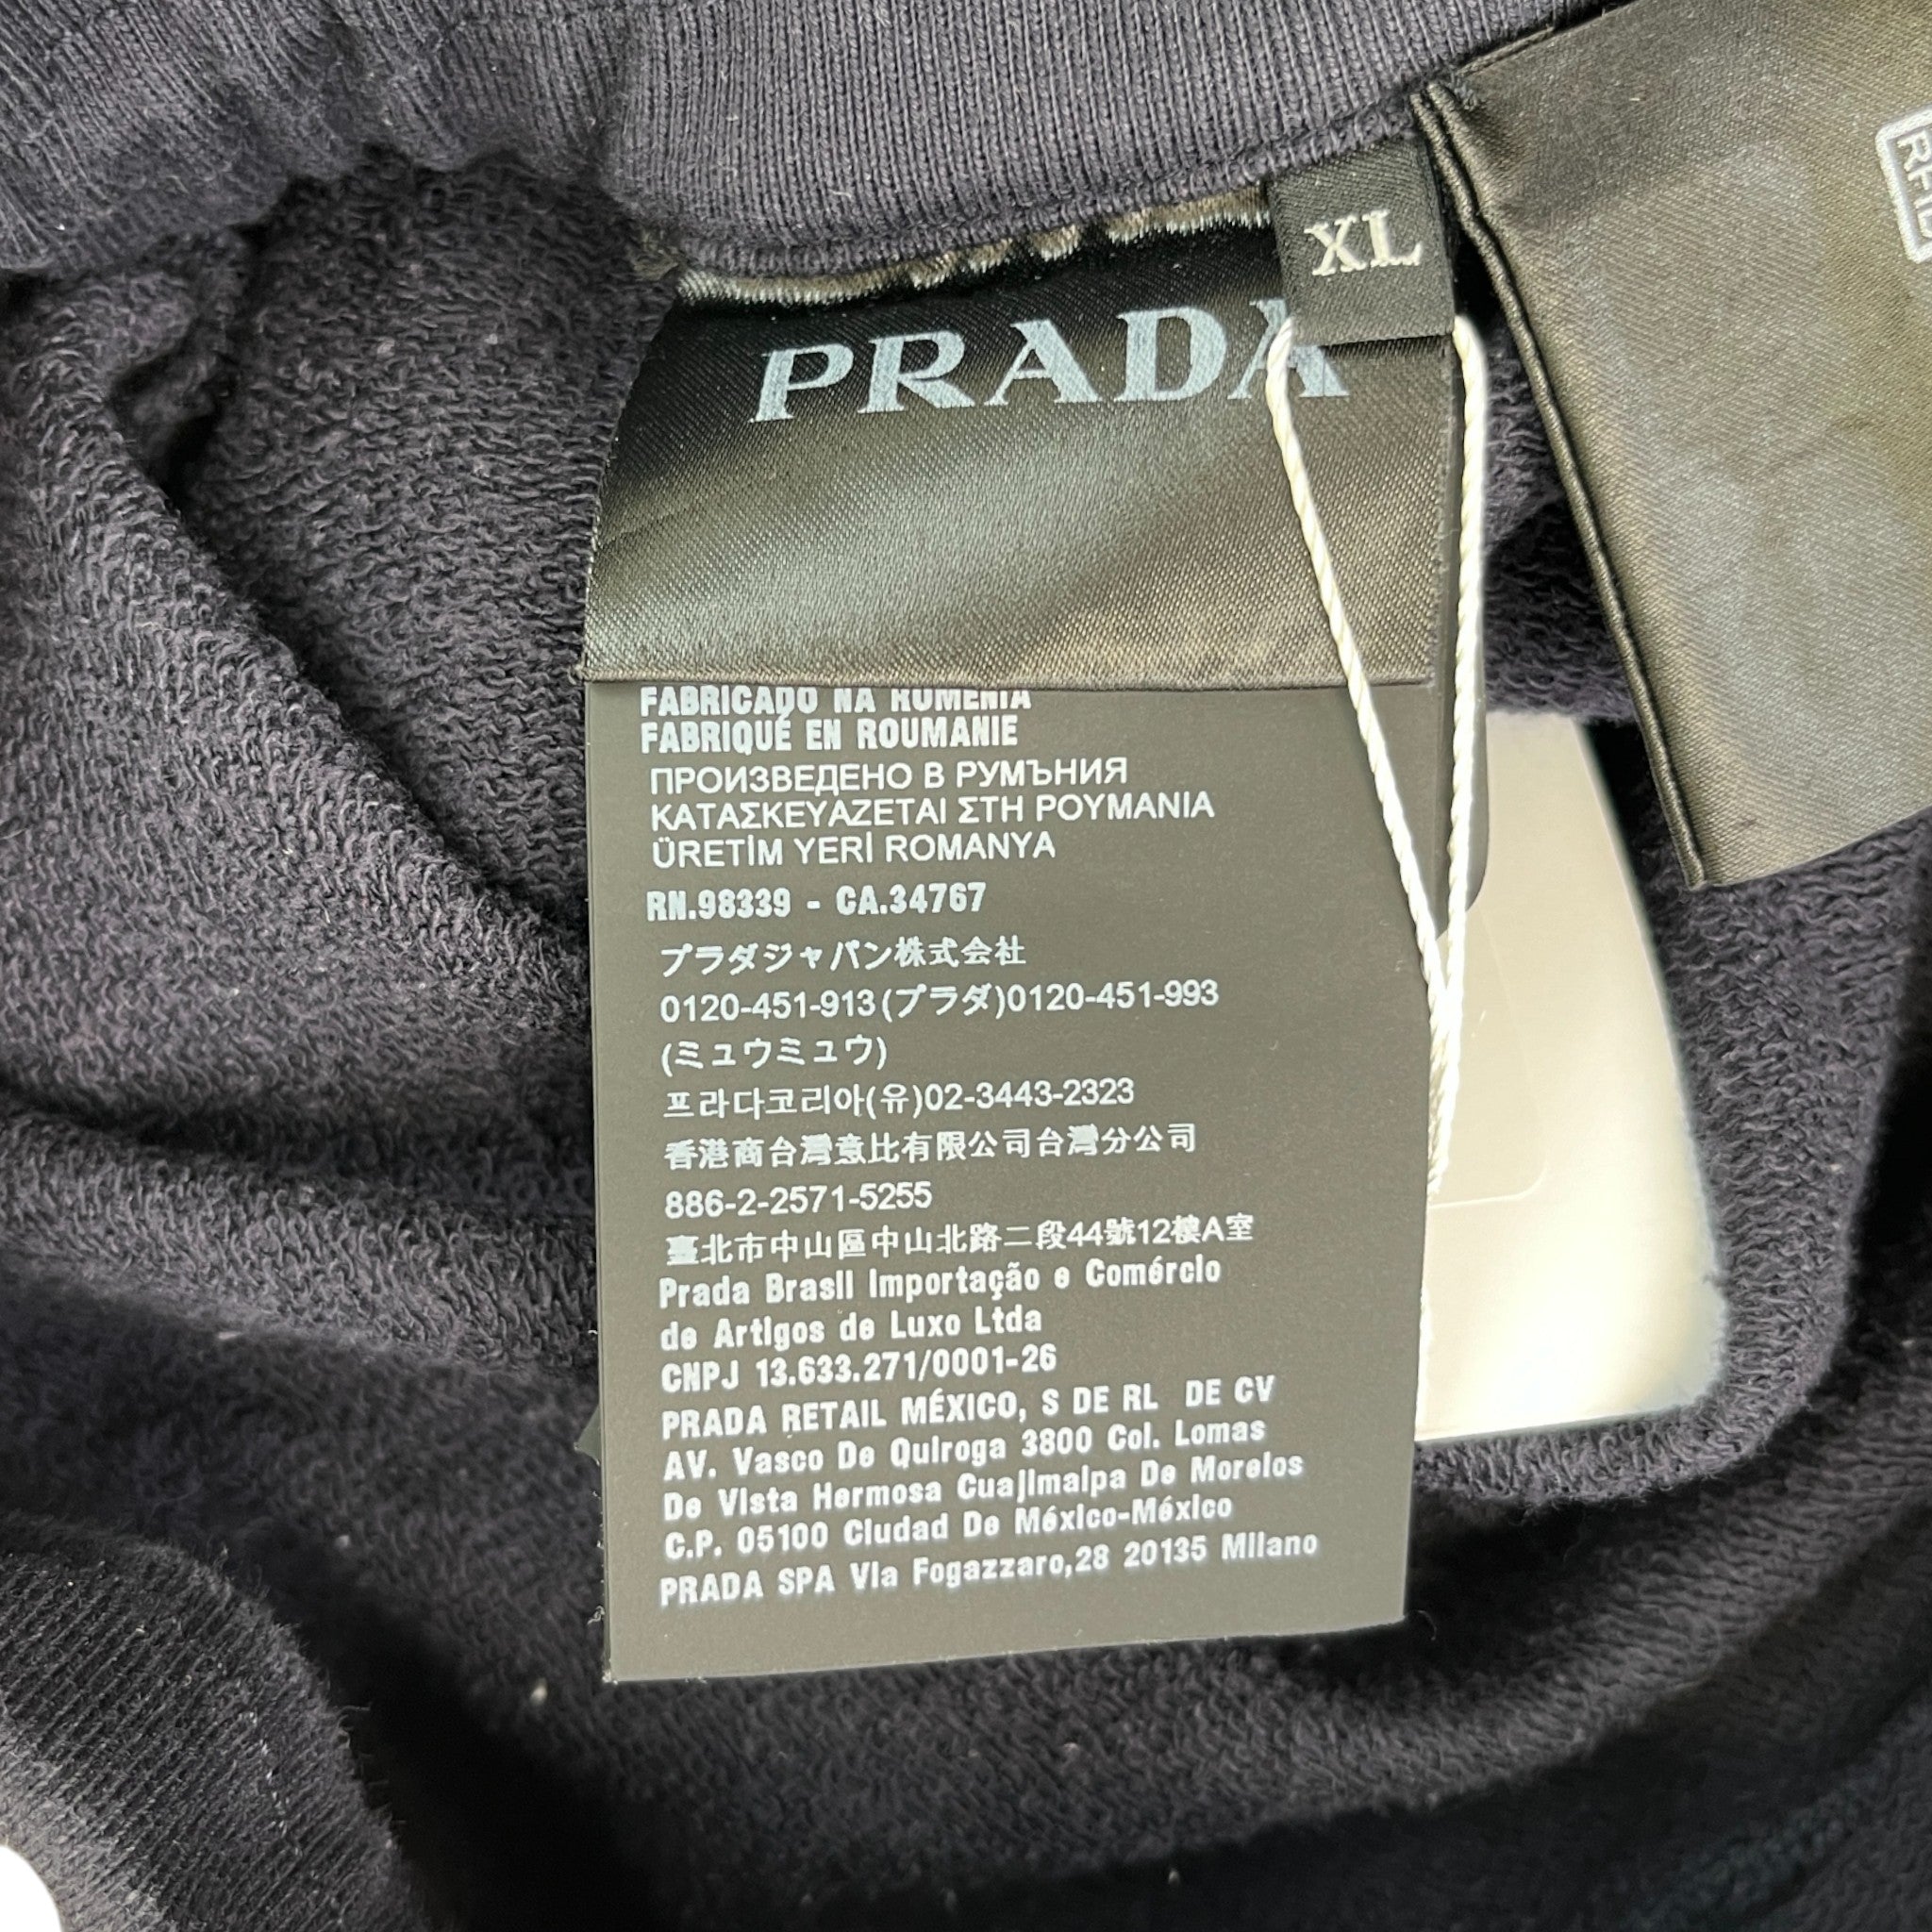 XL
RFID
PRADA
FABRICADO NA ROMENIA
FABRIQUÉ EN ROUMANIE
ПРОИЗВЕДЕНО В РУМЪНИЯ
ΚΑΤΑΣΚΕΥΑΖΕΤΑΙ ΣΤΗ ΡΟΥΜΑΝΙΑ
ÜRETİM YERİ ROMANYA
RN.98339 - CA.34767
プラダジャパン株式会社
0120-451-913(プラダ)0120-451-993
(ミュウミュウ)
프라다코리아(유)02-3443-2323
香港商台灣意比有限公司台灣分公司
886-2-2571-5255
臺北市中山區中山北路二段44號12樓A室
Prada Brasil Importação e Comércio
de Artigos de Luxo Ltda
CNPJ 13.633.271/0001-26
PRADA RETAIL MÉXICO, S DE RL DE CV
AV. Vasco De Quiroga 3800 Col. Lomas
De Vista Hermosa Cuajimalpa De Morelos
C.P. 05100 Ciudad De México-México
PRADA SPA Via Fogazzaro,28 20135 Milano